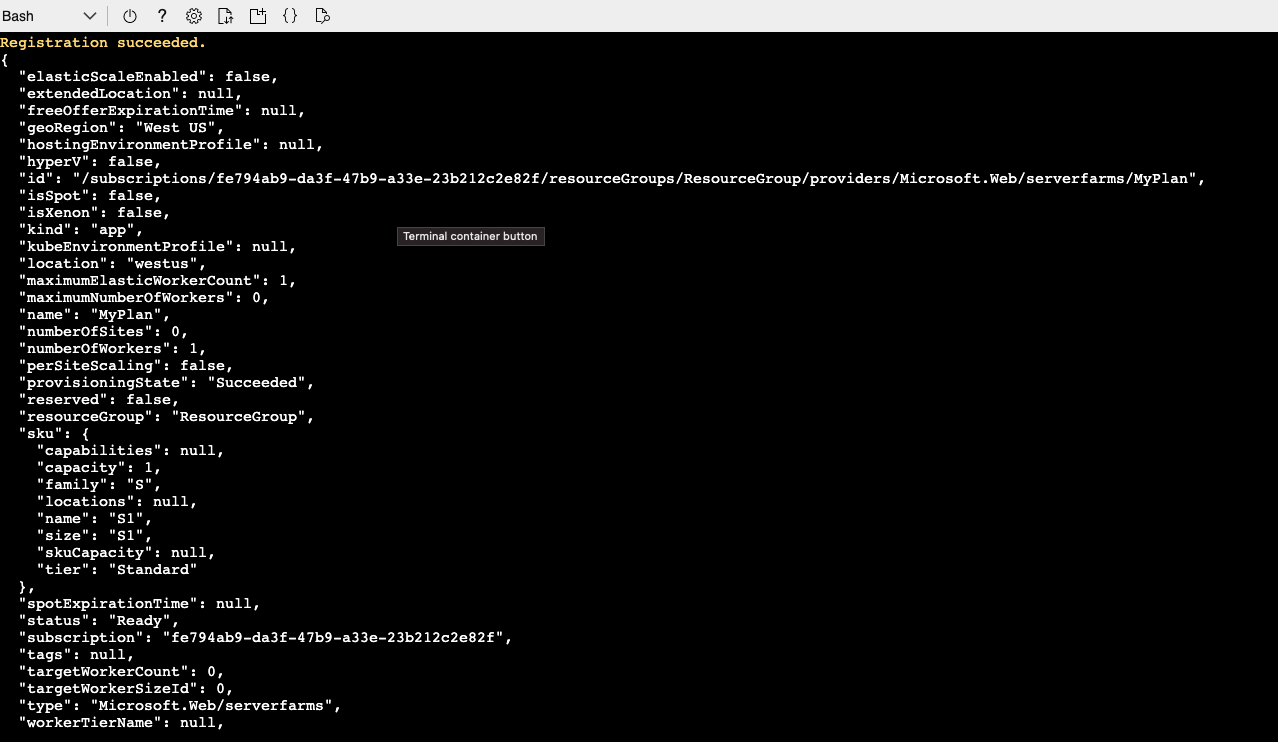 Bash
Registration succeeded.
{
  "elasticScaleEnabled": false,
  "extendedLocation": null,
  "freeOfferExpirationTime": null,
  "geoRegion": "West US",
  "hostingEnvironmentProfile": null,
  "hyperV": false,
  "id": "/subscriptions/fe794ab9-da3f-47b9-a33e-23b212c2e82f/resourceGroups/ResourceGroup/providers/Microsoft.Web/serverfarms/MyPlan",
  "isSpot": false,
  "isXenon": false,
  "kind": "app",
Terminal container button
  "kubeEnvironmentProfile": null,
  "location": "westus",
  "maximumElasticWorkerCount": 1,
  "maximumNumberOfWorkers": 0,
  "name": "MyPlan",
  "numberOfSites": 0,
  "numberOfWorkers": 1,
  "perSiteScaling": false,
  "provisioningState": "Succeeded",
  "reserved": false,
  "resourceGroup": "ResourceGroup",
  "sku": {
    "capabilities": null,
    "capacity": 1,
    "family": "S",
    "locations": null,
    "name": "S1",
    "size": "S1",
    "skuCapacity": null,
    "tier": "Standard"
  },
  "spotExpirationTime": null,
  "status": "Ready",
  "subscription": "fe794ab9-da3f-47b9-a33e-23b212c2e82f",
  "tags": null,
  "targetWorkerCount": 0,
  "targetWorkerSizeId": 0,
  "type": "Microsoft.Web/serverfarms",
  "workerTierName": null,